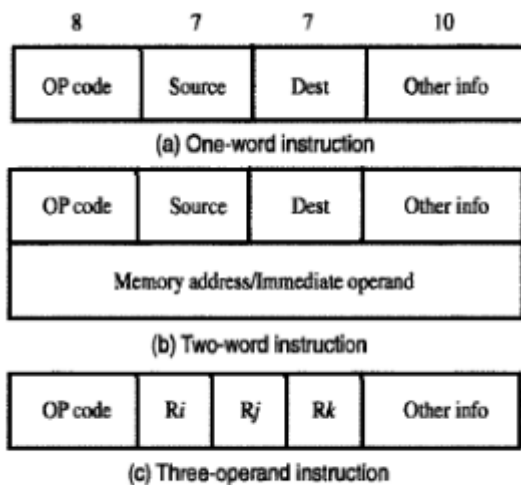 8 7 7 10
OP code Source Dest Other info
(a) One-word instruction
OP code Source Dest Other info
Memory address/Immediate operand
(b) Two-word instruction
OP code Ri Rj Rk Other info
(c) Three-operand instruction